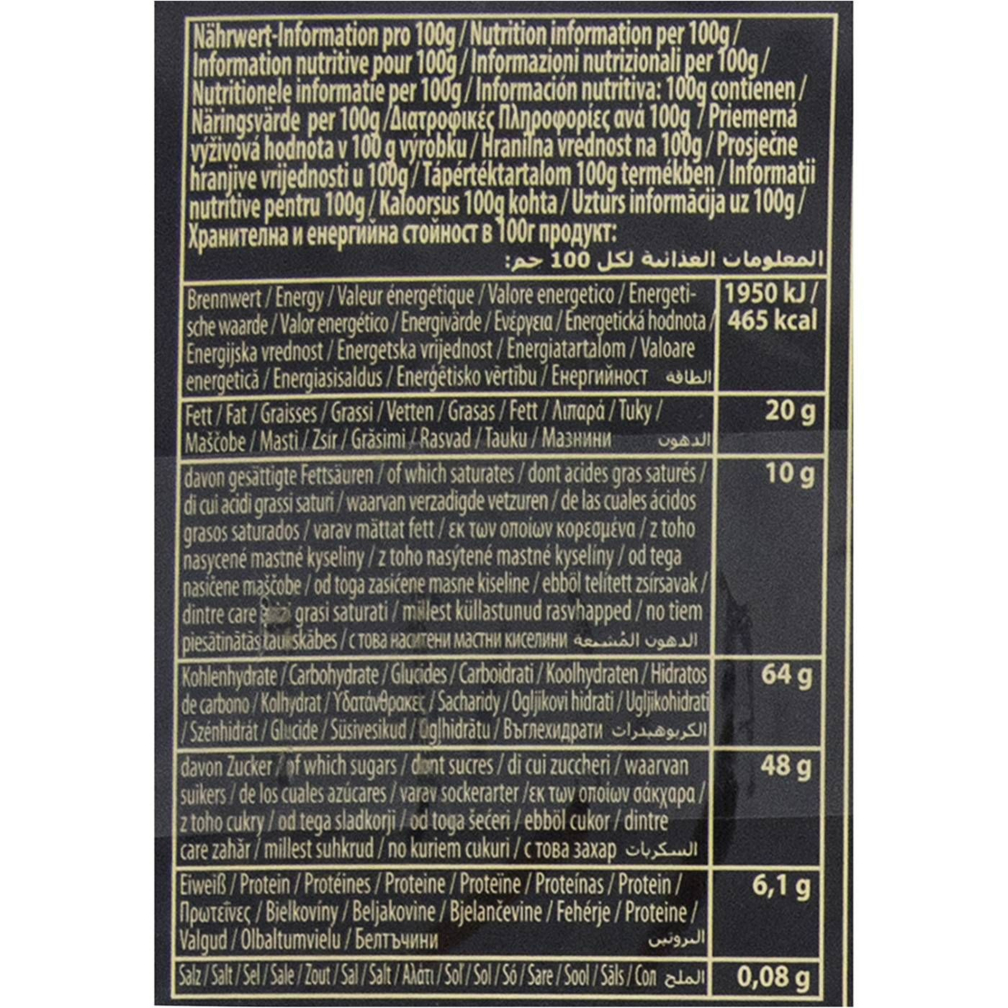 Nährwert-Information pro 100g / Nutrition information per 100g /
Information nutritive pour 100g / Informazioni nutrizionali per 100g /
Nutritionele informatie per 100g / Información nutritiva: 100g contienen /
Näringsvärde per 100g /Διατροφικές Πληροφορίες ανά 100g / Priemerná
výživová hodnota v 100 g výrobku / Hranilna vrednost na 100g / Prosječne
hranjive vrijednosti u 100g / Tápértéktartalom 100g termékben / Informatii
nutritive pentru 100g / Kaloorsus 100g kohta / Uzturs informācija uz 100g /
Хранителна и енергийна стойност в 100г продукт:
المعلومات الغذائية لكل 100 جم:
Brennwert / Energy / Valeur énergétique / Valore energetico / Energeti-
sche waarde / Valor energético / Energivärde / Ενέργεια / Energetická hodnota /
Energijska vrednost / Energetska vrijednost / Energiatartalom / Valoare
energetică / Energiasisaldus / Enerģētisko vērtību / Енергийност الطاقة
1950 kJ /
465 kcal
Fett / Fat / Graisses / Grassi / Vetten / Grasas / Fett / Λιπαρά / Tuky /
Maščobe / Masti / Zsír / Grăsimi / Rasvad / Tauku / Мазнини الدهون
20 g
davon gesättigte Fettsäuren / of which saturates / dont acides gras saturés /
di cui acidi grassi saturi / waarvan verzadigde vetzuren / de las cuales ácidos
grasos saturados / varav mättat fett / εκ των οποίων κορεσμένα / z toho
nasycené mastné kyseliny / z toho nasýtené mastné kyselíny / od tega
nasičene maščobe / od toga zasićene masne kiseline / ebből telített zsírsavak /
dintre care grasi saturati / millest küllastunud rasvhapped / no tiem
piesātinātās taukskābes / с това наситени мастни киселини الدهون المُشبعة
10 g
Kohlenhydrate / Carbohydrate / Glucides / Carboidrati / Koolhydraten / Hidratos
de carbono / Kolhydrat / Υδατάνθρακες / Sacharidy / Ogljikovi hidrati / Ugljikohidrati
/ Szénhidrát / Glucide / Süsivesikud / Ogļhidrātu / Въглехидрати الكربوهيدرات
64 g
davon Zucker / of which sugars / dont sucres / di cui zuccheri / waarvan
suikers / de los cuales azúcares / varav sockerarter /εκ των οποίων σάκχαρα /
z toho cukry / od tega sladkorji / od toga šećeri / ebből cukor / dintre
care zahăr / millest suhkrud / no kuriem cukuri / с това захар السكريات
48 g
Eiweiß / Protein / Protéines / Proteine / Proteïne / Proteínas / Protein /
Πρωτεΐνες / Bielkoviny / Beljakovine / Bjelančevine / Fehérje / Proteine /
Valgud / Olbaltumvielu / Белтъчини البروتين
6,1 g
Salz / Salt / Sel / Sale / Zout / Sal / Salt / Αλάτι / Soľ / Sol / Só / Sare / Sool / Sāls / Сол الملح
0,08 g